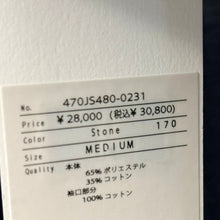 No. 470JS480-0231
Price ¥28,000 (税込¥30,800)
Color Stone 170
Size MEDIUM
Quality 本体
65% ポリエステル
35% コットン
袖口部分
100% コットン